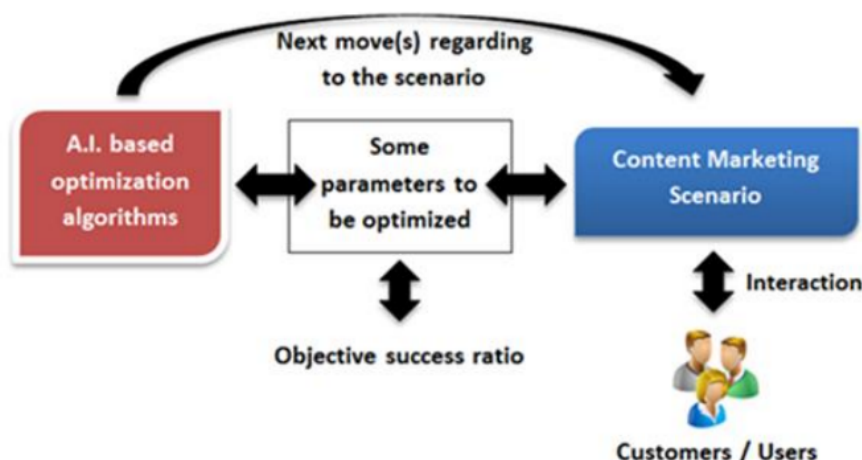 Next move(s) regarding
to the scenario
A.I. based
optimization
algorithms
Some
parameters to
be optimized
Content Marketing
Scenario
Objective success ratio
Interaction
Customers / Users